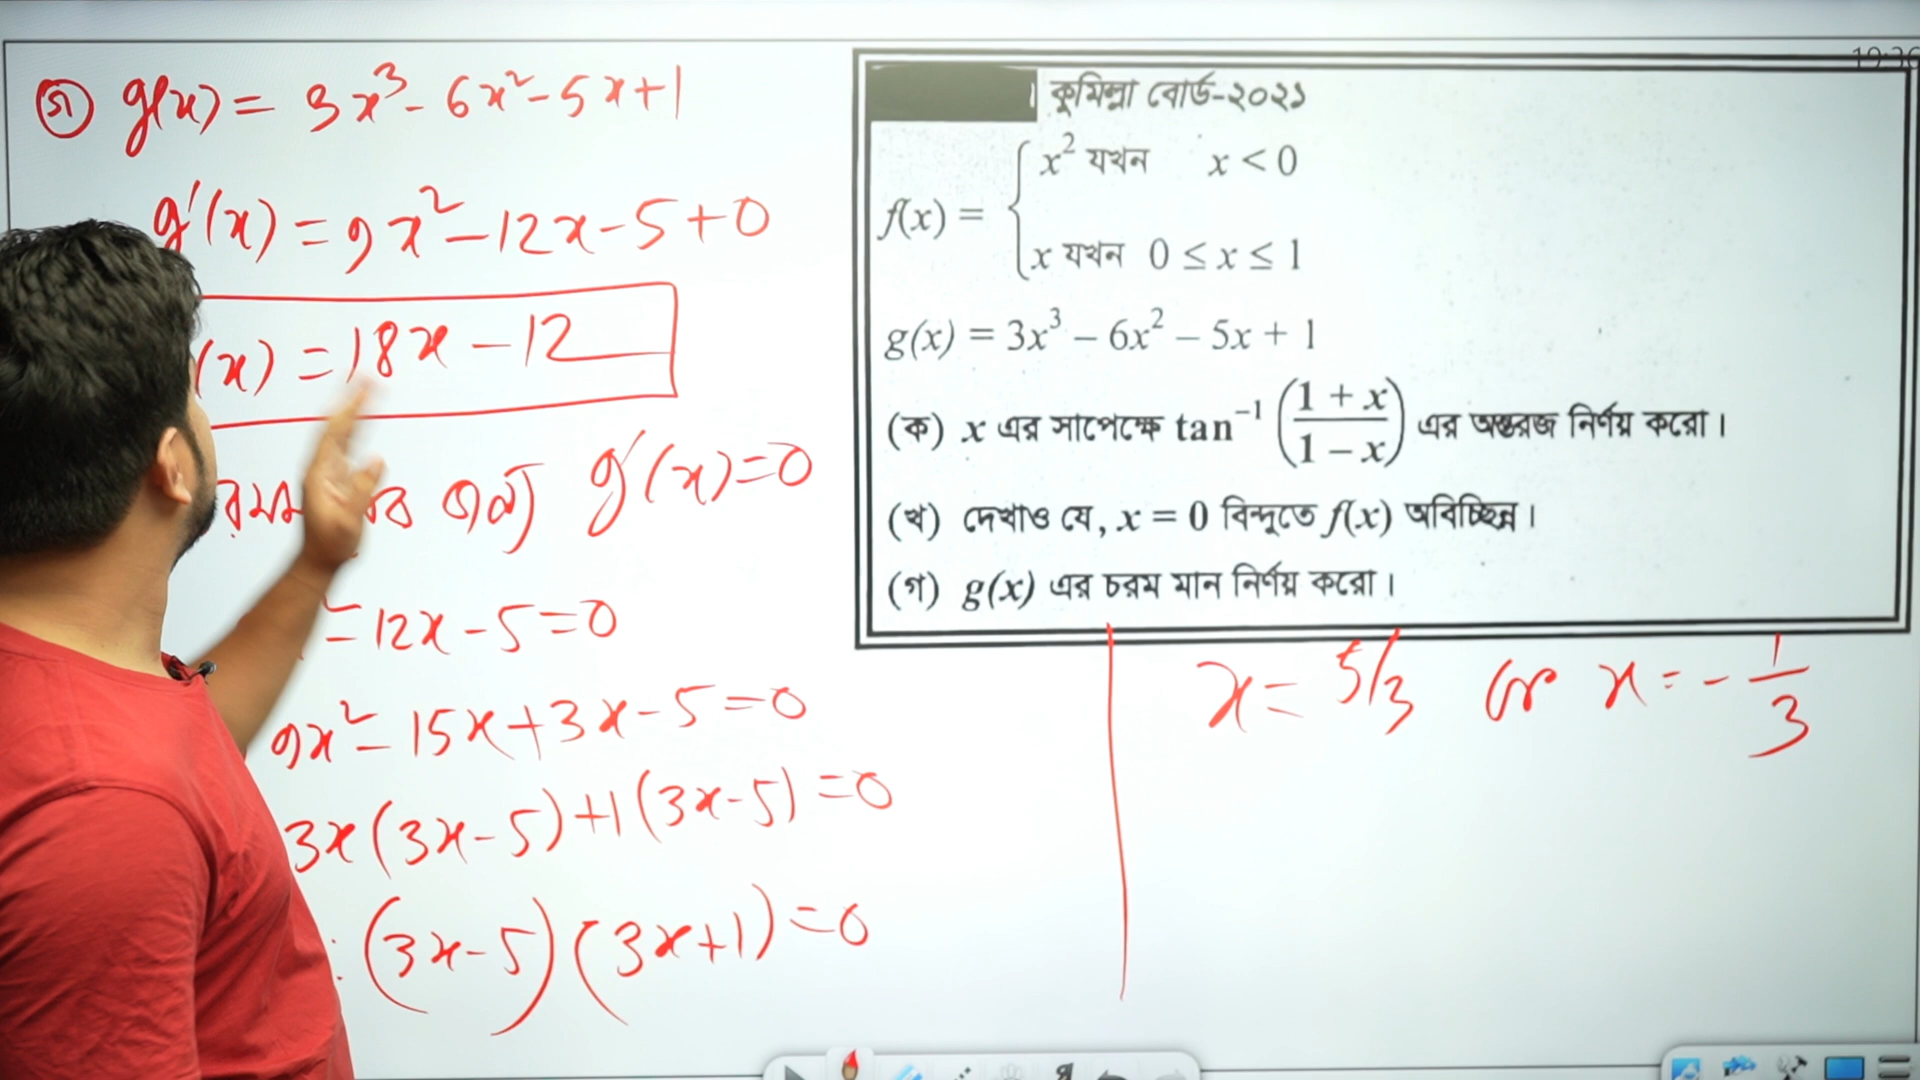 গ g(x) = 3x³ - 6x² - 5x + 1
g'(x) = 9x² - 12x - 5 + 0
(x) = 18x - 12
g'(x) = 0
= 12x - 5 = 0
9x² - 15x + 3x - 5 = 0
3x(3x - 5) + 1(3x - 5) = 0
: (3x - 5)(3x + 1) = 0
19:36
কুমিল্লা বোর্ড-২০২১
f(x) = { x² যখন x < 0
x যখন 0 ≤ x ≤ 1
g(x) = 3x³ – 6x² – 5x + 1
(ক) x এর সাপেক্ষে tan⁻¹ ((1 + x)/(1 – x)) এর অন্তরজ নির্ণয় করো।
(খ) দেখাও যে, x = 0 বিন্দুতে f(x) অবিচ্ছিন্ন।
(গ) g(x) এর চরম মান নির্ণয় করো।
x = 5/3 or x = - 1/3